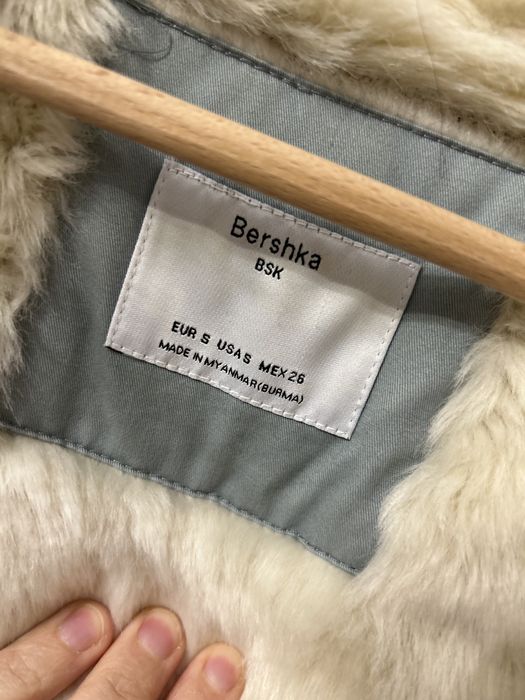 Bershka
BSK
EUR S USA S MEX 26
MADE IN MYANMAR(BURMA)